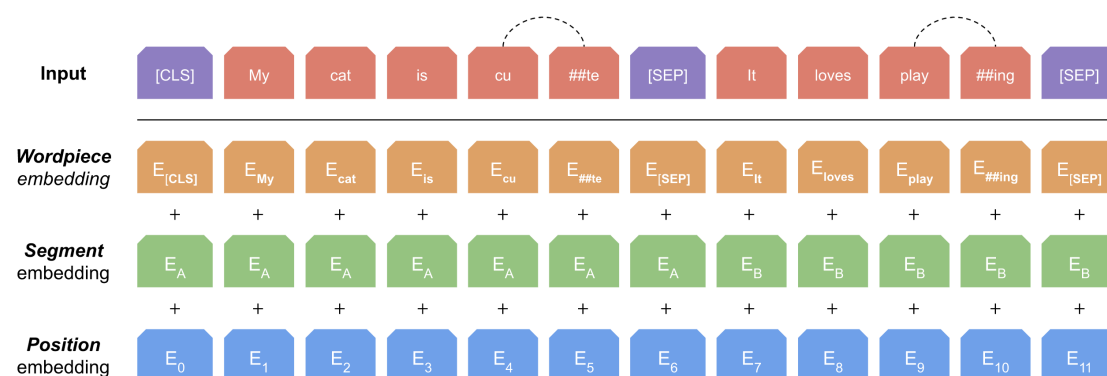 Input [CLS] My cat is cu ##te [SEP] It loves play ##ing [SEP]
Wordpiece
embedding
E[CLS] EMy Ecat Eis Ecu E##te E[SEP] EIt Eloves Eplay E##ing E[SEP]
+ + + + + + + + + + + +
Segment
embedding
EA EA EA EA EA EA EA EB EB EB EB EB
+ + + + + + + + + + + +
Position
embedding
E0 E1 E2 E3 E4 E5 E6 E7 E8 E9 E10 E11